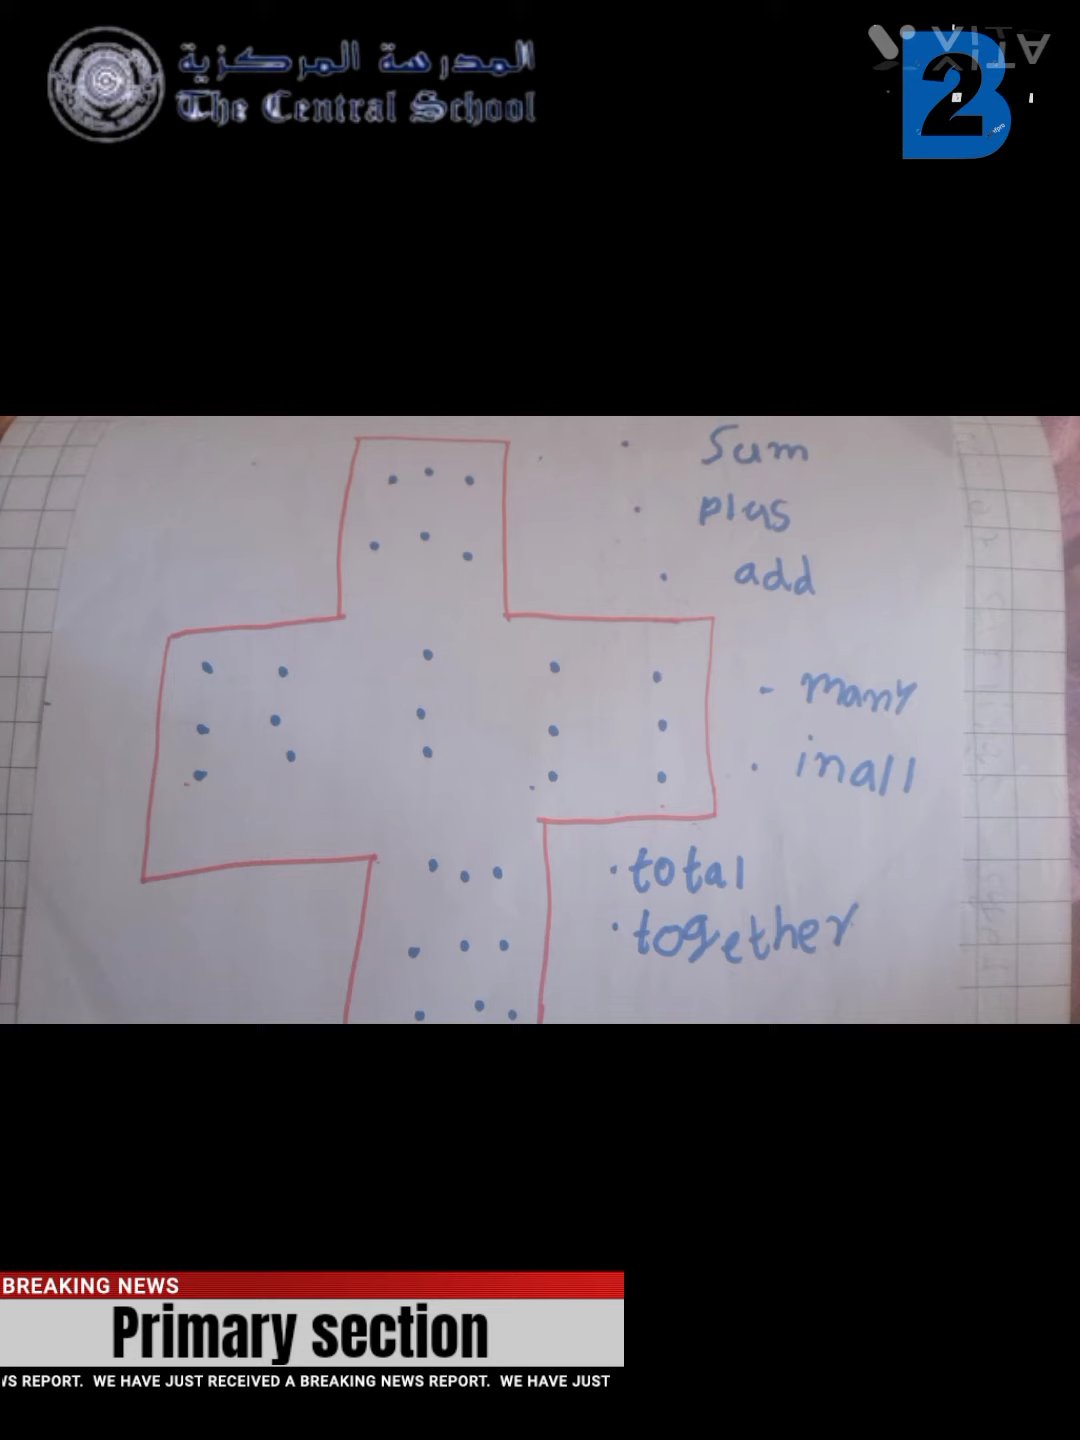 المدرسة المركزية
The Central School
B
2
Sum
plus
add
many
inall
total
together
BREAKING NEWS
Primary section
WE HAVE JUST RECEIVED A BREAKING NEWS REPORT. WE HAVE JUST